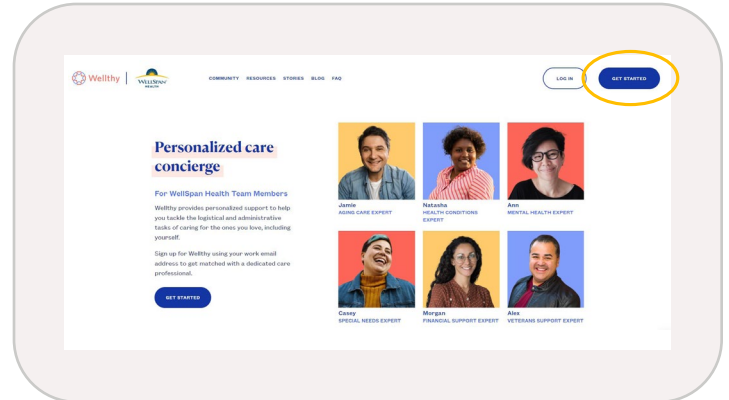 Wellthy
WELLSPAN
HEALTH
COMMUNITY RESOURCES STORIES BLOG FAQ
LOG IN
GET STARTED
Personalized care
concierge
For WellSpan Health Team Members
Wellthy provides personalized support to help
you tackle the logistical and administrative
tasks of caring for the ones you love, including
yourself.
Sign up for Wellthy using your work email
address to get matched with a dedicated care
professional.
GET STARTED
Jamie
AGING CARE EXPERT
Natasha
HEALTH CONDITIONS
EXPERT
Ann
MENTAL HEALTH EXPERT
Casey
SPECIAL NEEDS EXPERT
Morgan
FINANCIAL SUPPORT EXPERT
Alex
VETERANS SUPPORT EXPERT